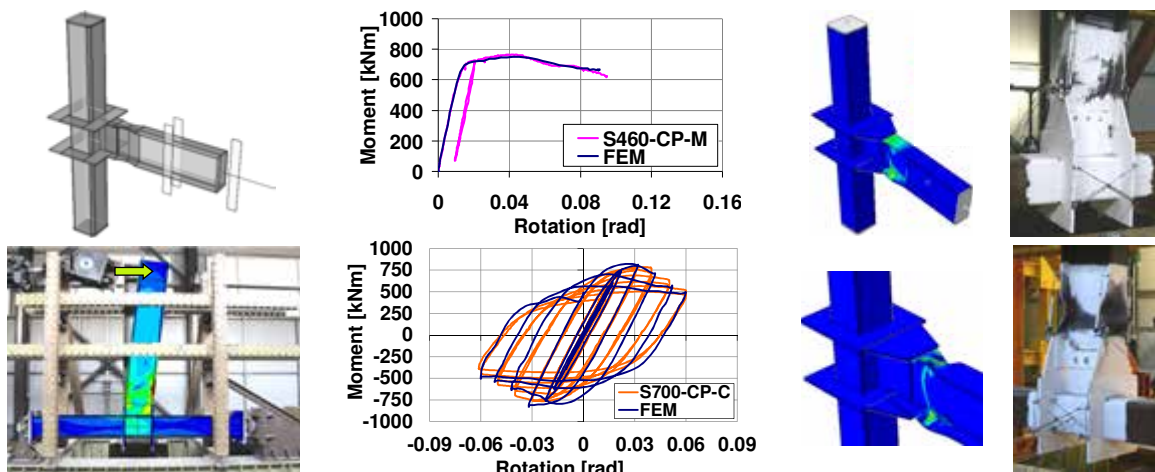 Moment [kNm]
1000
800
600
400
200
0
S460-CP-M
FEM
0 0.04 0.08 0.12 0.16
Rotation [rad]
Moment [kNm]
1000
750
500
250
0
-250
-500
-750
-1000
S700-CP-C
FEM
-0.09 -0.06 -0.03 0 0.03 0.06 0.09
Rotation [rad]